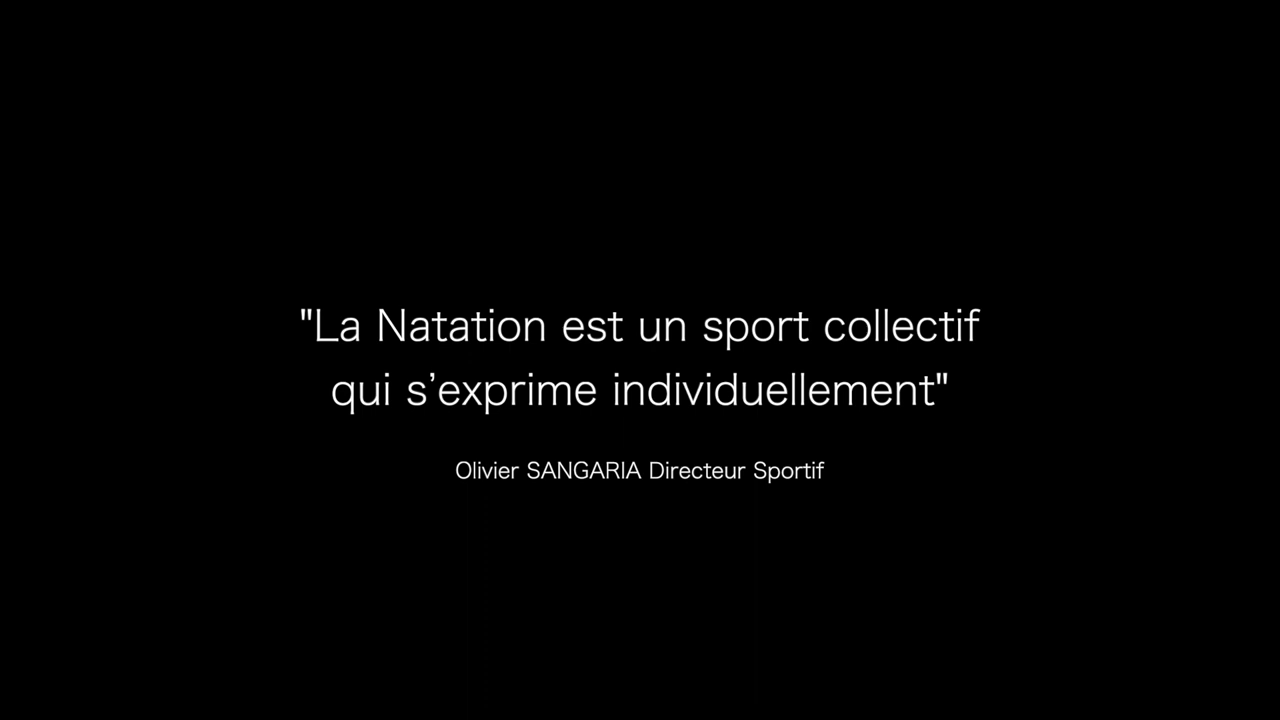 "La Natation est un sport collectif
qui s’exprime individuellement"
Olivier SANGARIA Directeur Sportif